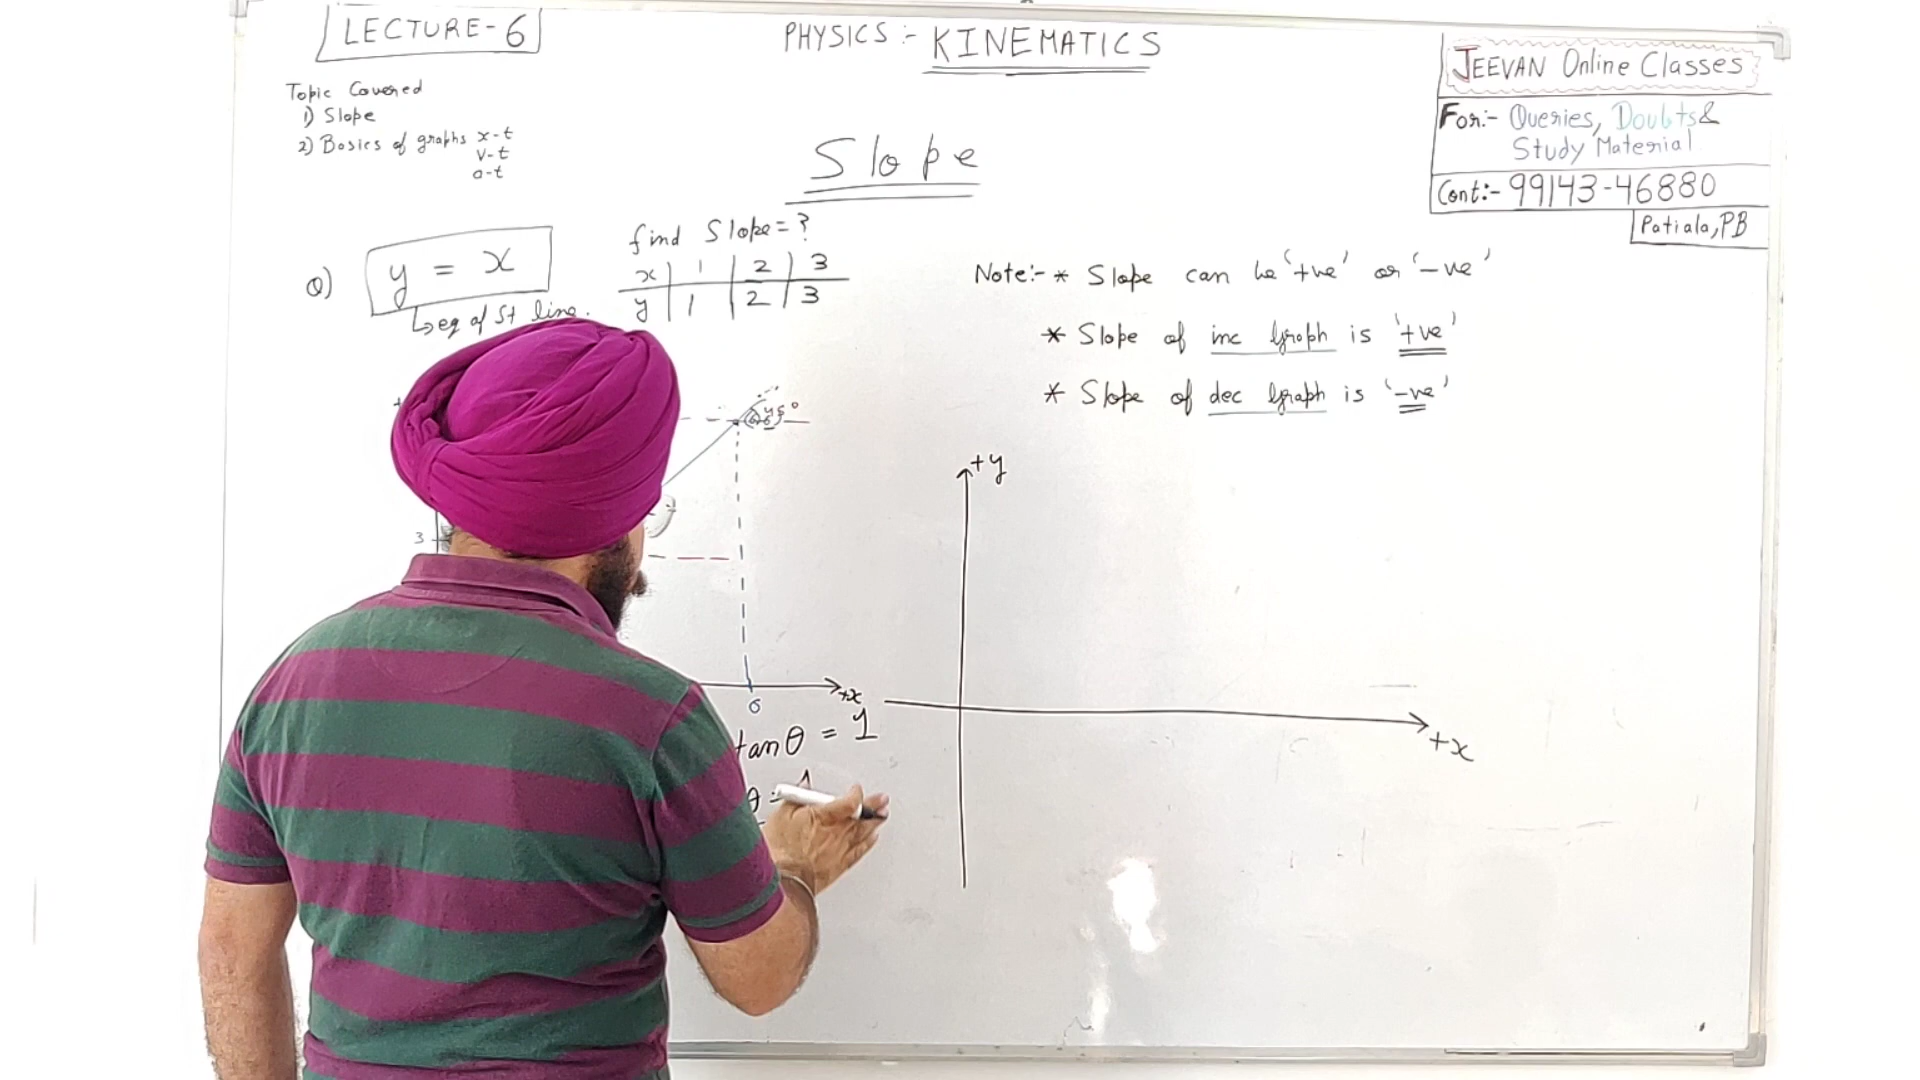 LECTURE-6
PHYSICS:- KINEMATICS
JEEVAN Online Classes
For:- Queries, Doubts &
Study Material
Cont:- 99143-46880
Patiala, PB
Topic Covered
1) Slope
2) Basics of graphs x-t
v-t
a-t
Slope
Q) y = x
↳ eq of St line.
find Slope = ?
x | 1 | 2 | 3
y | 1 | 2 | 3
Note:- * Slope can be '+ve' or '-ve'
* Slope of inc Graph is '+ve'
* Slope of dec Graph is '-ve'
45°
3
6
+x
tanθ = 1
θ =
+y
+x